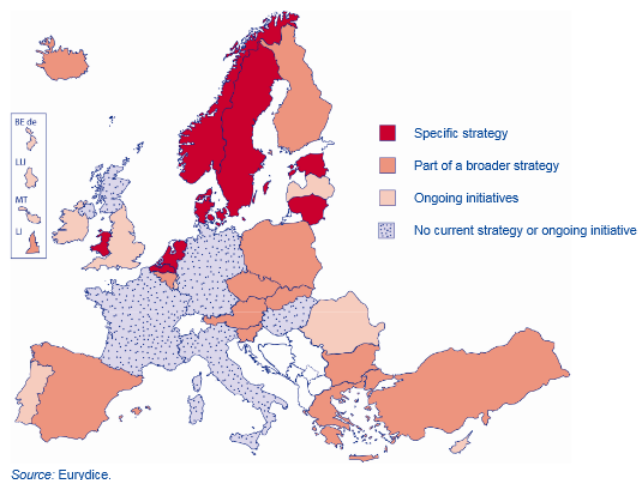 BE de
LU
MT
LI
Specific strategy
Part of a broader strategy
Ongoing initiatives
No current strategy or ongoing initiative
Source: Eurydice.